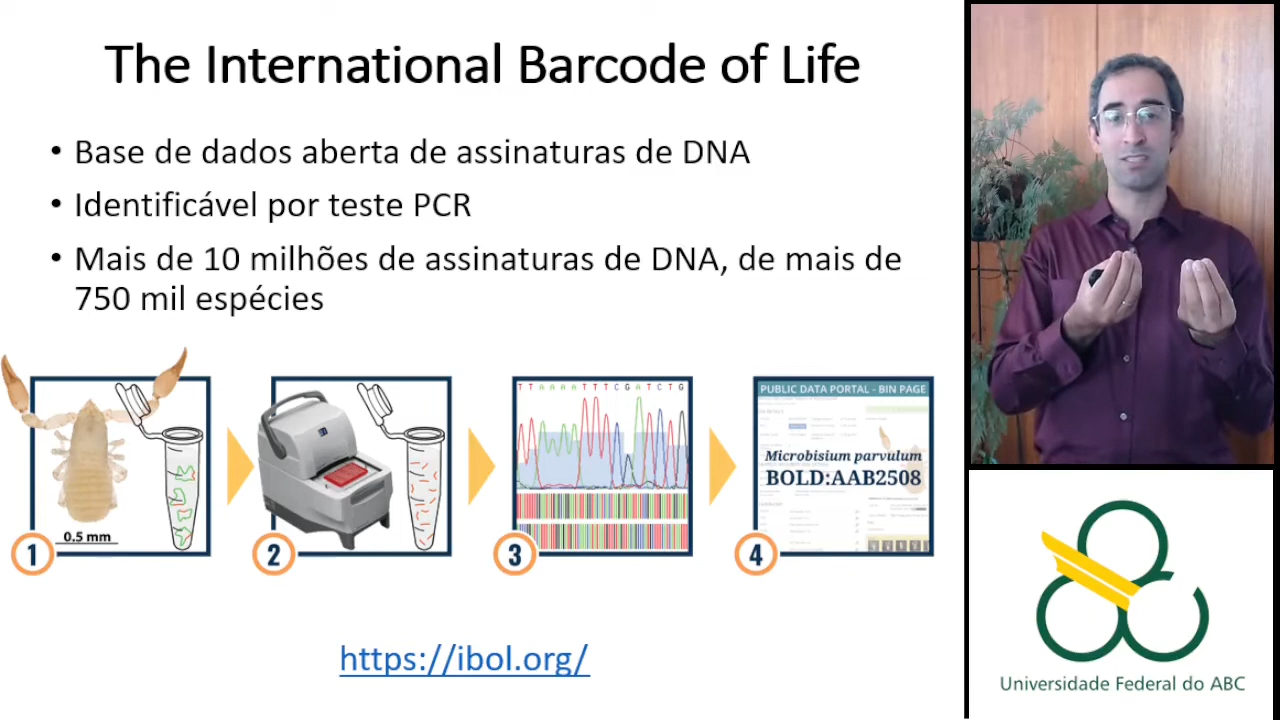 The International Barcode of Life
• Base de dados aberta de assinaturas de DNA
• Identificável por teste PCR
• Mais de 10 milhões de assinaturas de DNA, de mais de
750 mil espécies
0.5 mm
1
2
TTAAAATTTCGATCTG
3
PUBLIC DATA PORTAL - BIN PAGE
Microbisium parvulum
BOLD:AAB2508
4
https://ibol.org/
Universidade Federal do ABC